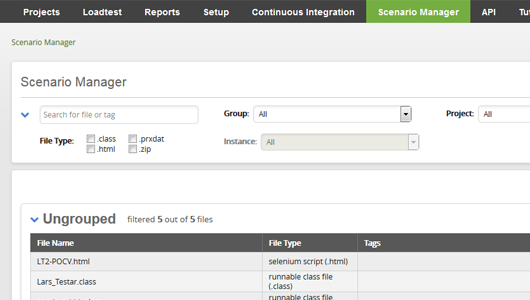 Projects Loadtest Reports Setup Continuous Integration Scenario Manager API
Scenario Manager
Scenario Manager
Search for file or tag Group: All Project: All
File Type: .class .prxdat Instance: All
.html .zip
Ungrouped filtered 5 out of 5 files
File Name File Type Tags
LT2-POCV.html selenium script (.html)
Lars_Testar.class runnable class file
(.class)
runnable class file